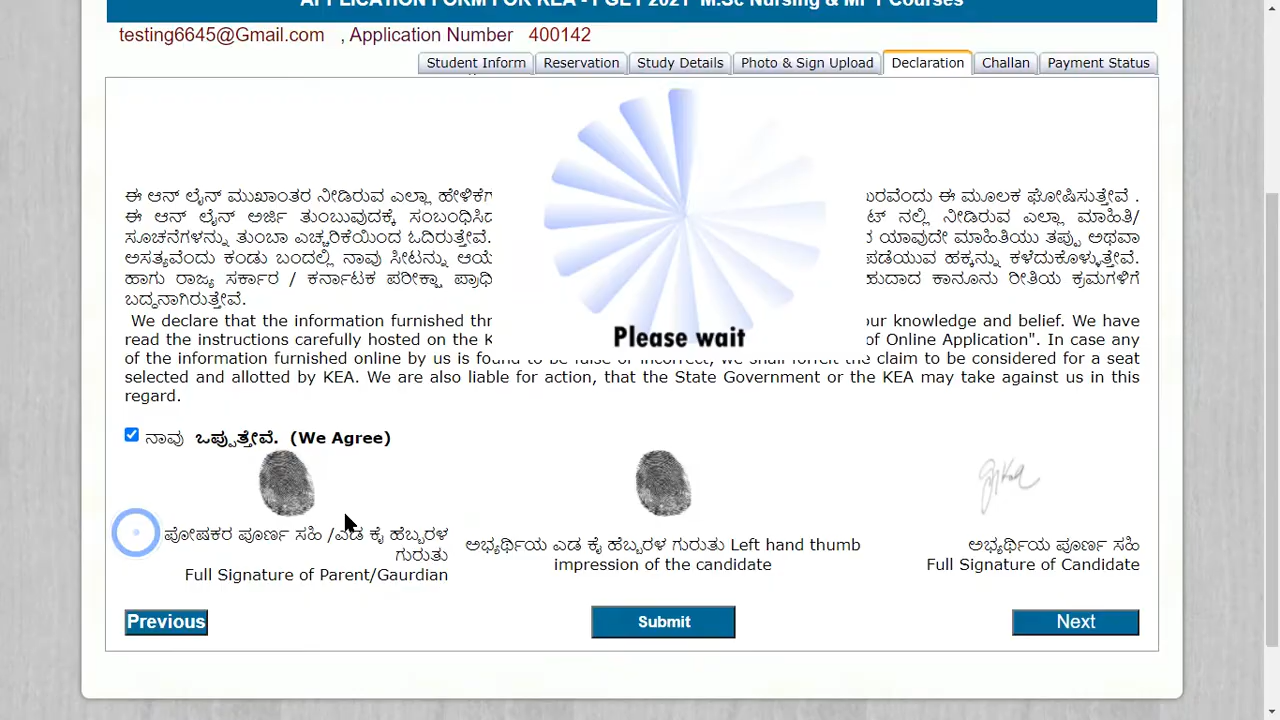 APPLICATION FORM FOR KEA - PGET 2021 M.Sc Nursing & MPT Courses
testing6645@Gmail.com , Application Number 400142
Student Inform Reservation Study Details Photo & Sign Upload Declaration Challan Payment Status
ಈ ಆನ್ ಲೈನ್ ಮುಖಾಂತರ ನೀಡಿರುವ ಎಲ್ಲಾ ಈ ಮೂಲಕ ಘೋಷಿಸುತ್ತೇವೆ .
ಈ ಆನ್ ಲೈನ್ ಅರ್ಜಿ ತುಂಬುವುದಕ್ಕೆ ನಲ್ಲಿ ನೀಡಿರುವ ಎಲ್ಲಾ ಮಾಹಿತಿ/
ಸೂಚನೆಗಳನ್ನು ತುಂಬಾ ಎಚ್ಚರಿಕೆಯಿಂದ ಓದಿರುತ್ತೇವೆ. ಯಾವುದೇ ಮಾಹಿತಿಯು ತಪ್ಪು ಅಥವಾ
ಅಸತ್ಯವೆಂದು ಕಂಡು ಬಂದಲ್ಲಿ ನಾವು ಸೀಟನ್ನು ಪಡೆಯುವ ಹಕ್ಕನ್ನು ಕಳೆದುಕೊಳ್ಳುತ್ತೇವೆ.
ಹಾಗು ರಾಜ್ಯ ಸರ್ಕಾರ / ಕರ್ನಾಟಕ ಪರೀಕ್ಷಾ ಕಾನೂನು ರೀತಿಯ ಕ್ರಮಗಳಿಗೆ
ಬದ್ಧನಾಗಿರುತ್ತೇವೆ.
Please wait
We declare that the information furnished knowledge and belief. We have
read the instructions carefully hosted on the of Online Application". In case any
of the information furnished online by us is found to be false or incorrect, we shall forfeit the claim to be considered for a seat
selected and allotted by KEA. We are also liable for action, that the State Government or the KEA may take against us in this
regard.
ನಾವು ಒಪ್ಪುತ್ತೇವೆ. (We Agree)
ಪೋಷಕರ ಪೂರ್ಣ ಸಹಿ /ಎಡ ಕೈ ಹೆಬ್ಬರಳ
ಗುರುತು
Full Signature of Parent/Gaurdian
ಅಭ್ಯರ್ಥಿಯ ಎಡ ಕೈ ಹೆಬ್ಬರಳ ಗುರುತು Left hand thumb
impression of the candidate
ಅಭ್ಯರ್ಥಿಯ ಪೂರ್ಣ ಸಹಿ
Full Signature of Candidate
Previous Submit Next